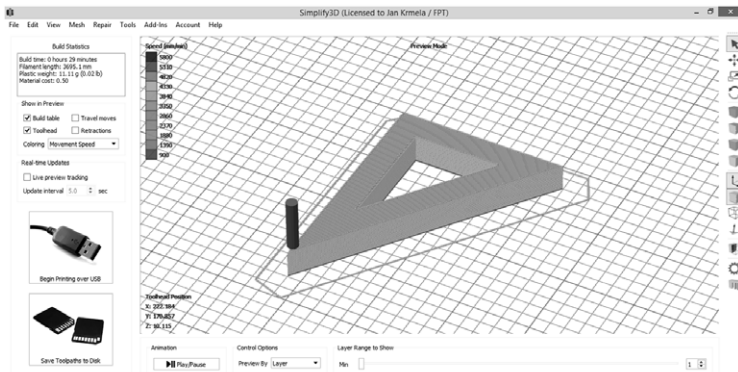 Simplify3D (Licensed to Jan Krmela / FPT)
File Edit View Mesh Repair Tools Add-Ins Account Help
Build Statistics
Build time: 0 hours 29 minutes
Filament length: 3695.1 mm
Plastic weight: 11.11 g (0.02 lb)
Material cost: 0.50
Show in Preview
Build table Travel moves
Toolhead Retractions
Coloring Movement Speed
Real-time Updates
Live preview tracking
Update interval 5.0 sec
Begin Printing over USB
Save Toolpaths to Disk
Speed (mm/min)
5800
5310
4820
4330
3840
3350
2860
2370
1880
1390
900
Preview Mode
Toolhead Position
X: 222.584
Y: 170.857
Z: 10.115
Animation
Play/Pause
Control Options
Preview By Layer
Layer Range to Show
Min 1